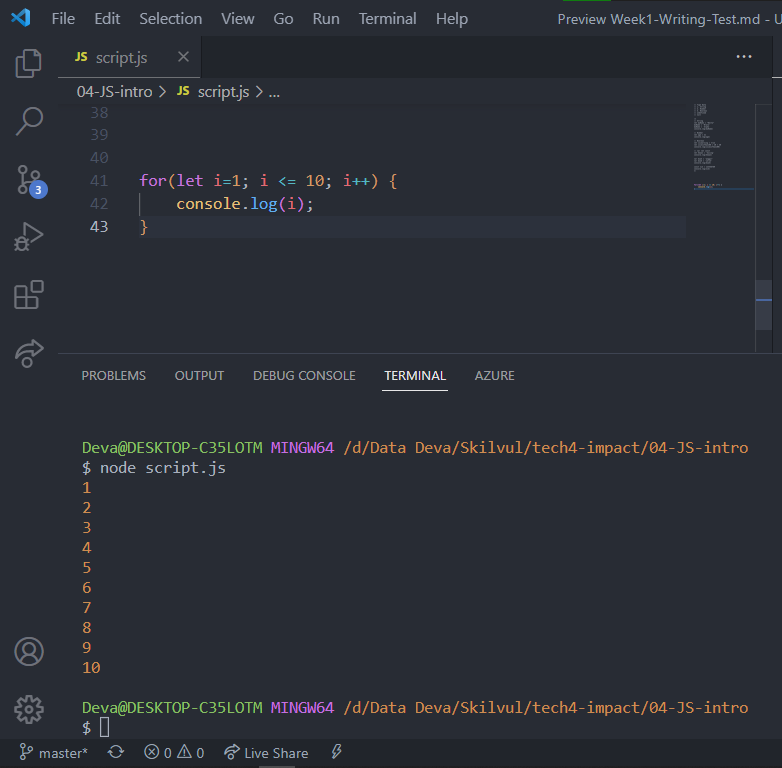 File Edit Selection View Go Run Terminal Help Preview Week1-Writing-Test.md - U
JS script.js
04-JS-intro > JS script.js > ...
38
39
40
41 for(let i=1; i <= 10; i++) {
42 console.log(i);
43 }
3
PROBLEMS OUTPUT DEBUG CONSOLE TERMINAL AZURE
Deva@DESKTOP-C35LOTM MINGW64 /d/Data Deva/Skilvul/tech4-impact/04-JS-intro
$ node script.js
1
2
3
4
5
6
7
8
9
10
Deva@DESKTOP-C35LOTM MINGW64 /d/Data Deva/Skilvul/tech4-impact/04-JS-intro
$
master* 0 0 Live Share